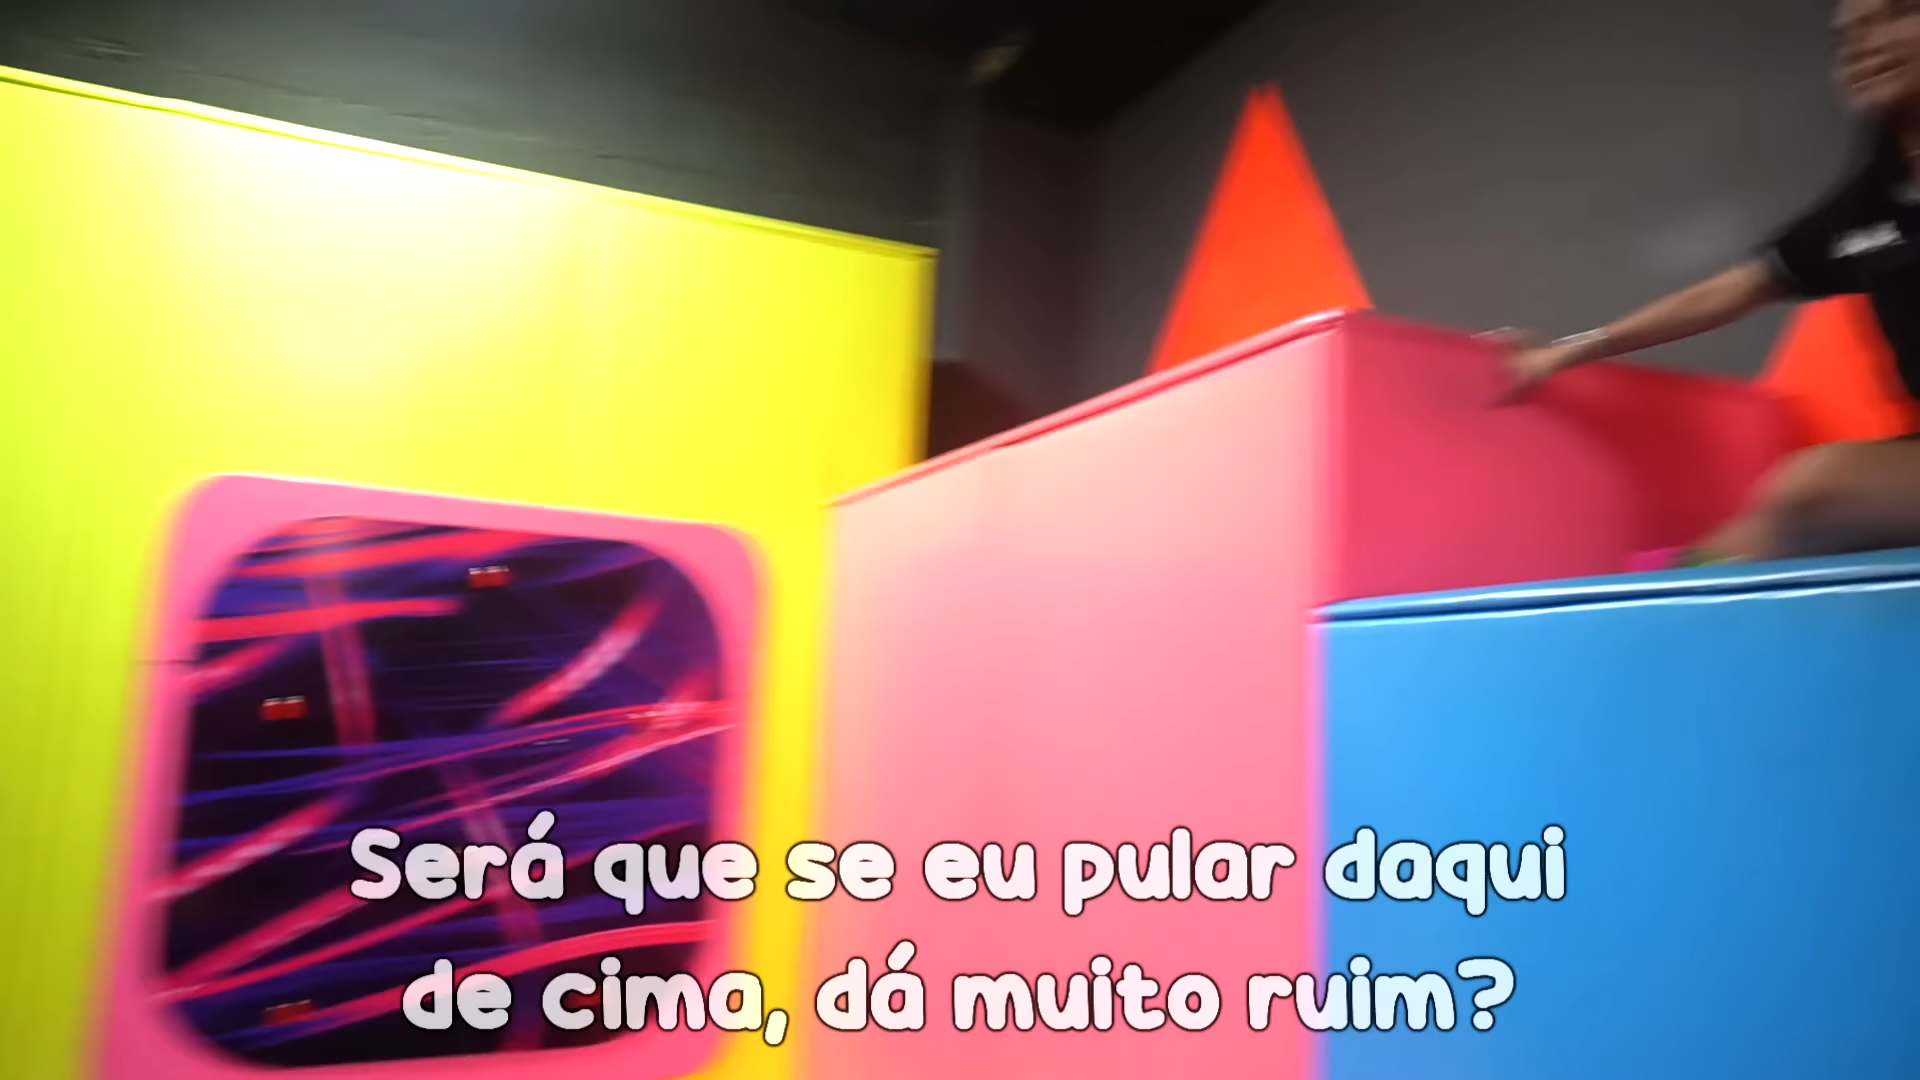 Será que se eu pular daqui
de cima, dá muito ruim?